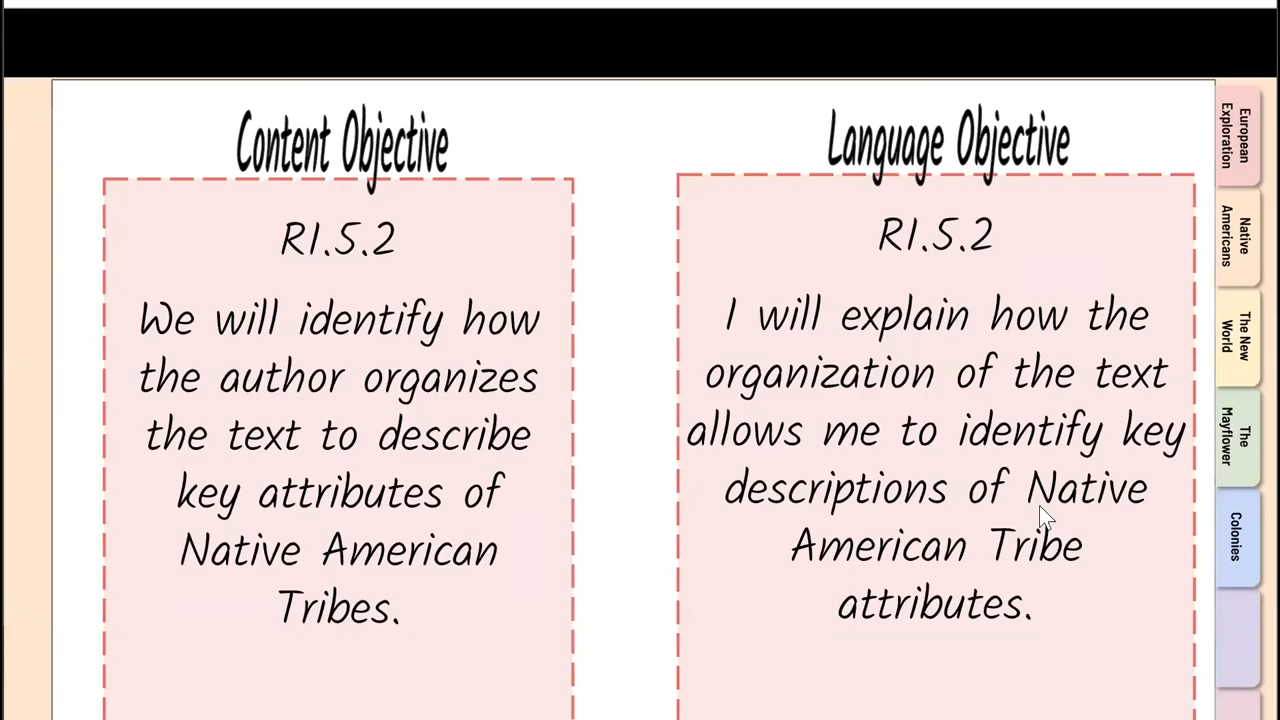 Content Objective
RI.5.2
We will identify how
the author organizes
the text to describe
key attributes of
Native American
Tribes.
Language Objective
RI.5.2
I will explain how the
organization of the text
allows me to identify key
descriptions of Native
American Tribe
attributes.
European
Exploration
Native
Americans
The New
World
The
Mayflower
Colonies